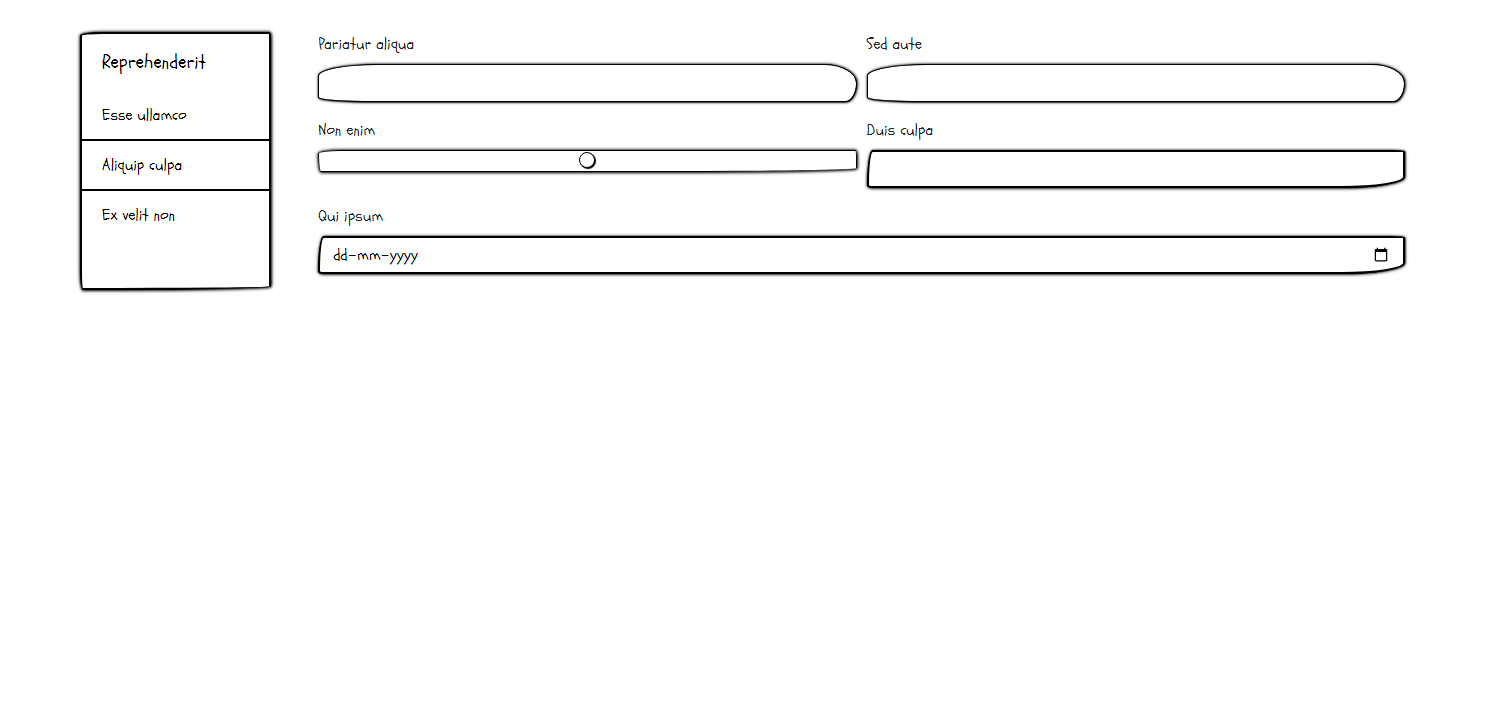 Reprehenderit
Esse ullamco
Aliquip culpa
Ex velit non
Pariatur aliqua
Sed aute
Non enim
Duis culpa
Qui ipsum
dd-mm-yyyy